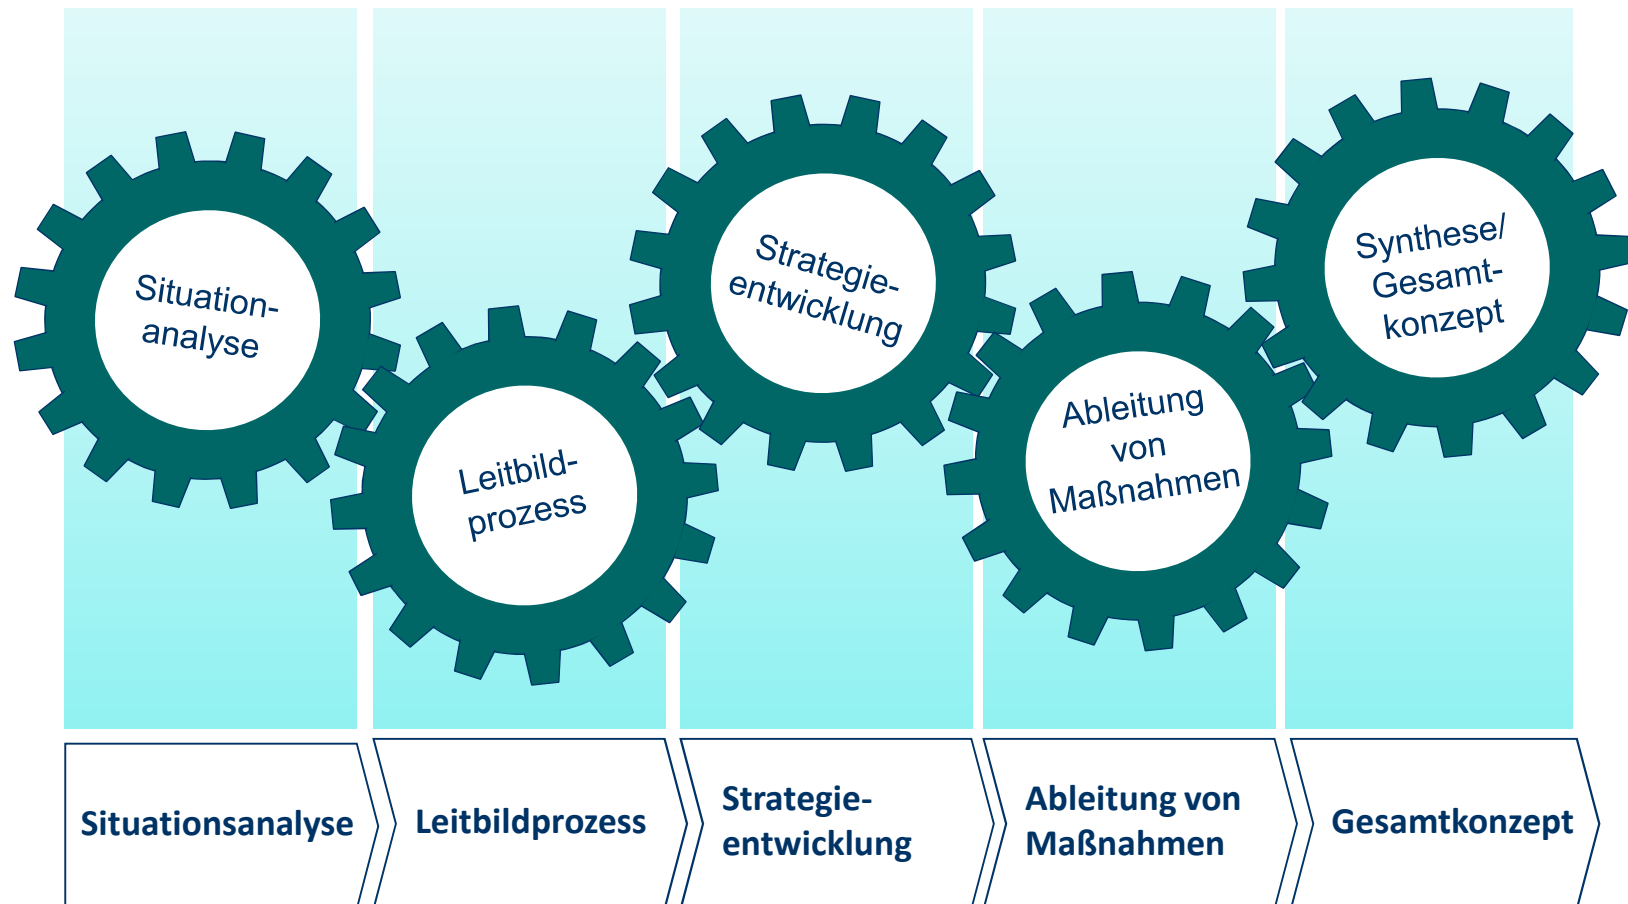 Situation-
analyse
Leitbild-
prozess
Strategie-
entwicklung
Ableitung
von
Maßnahmen
Synthese/
Gesamt-
konzept
Situationsanalyse
Leitbildprozess
Strategie-
entwicklung
Ableitung von
Maßnahmen
Gesamtkonzept